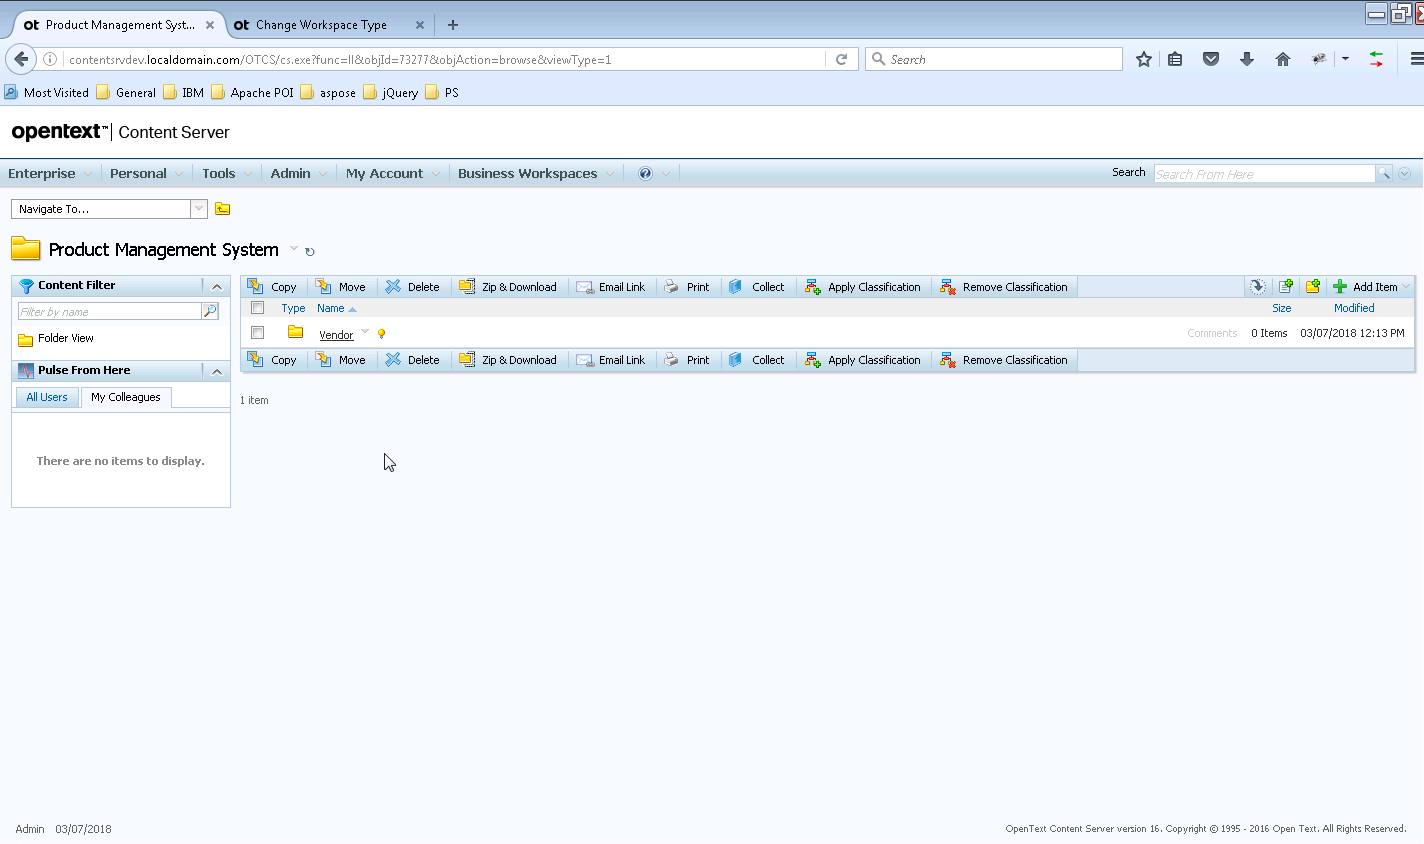 ot Product Management Syst... ot Change Workspace Type
contentsrvdev.localdomain.com/OTCS/cs.exe?func=ll&objId=73277&objAction=browse&viewType=1 Search
Most Visited General IBM Apache POI aspose jQuery PS
opentext™ | Content Server
Enterprise Personal Tools Admin My Account Business Workspaces ? Search Search From Here
Navigate To...
Product Management System
Content Filter
Filter by name
Folder View
Pulse From Here
All Users My Colleagues
There are no items to display.
Copy Move Delete Zip & Download Email Link Print Collect Apply Classification Remove Classification Add Item
Type Name Size Modified
Vendor Comments 0 Items 03/07/2018 12:13 PM
Copy Move Delete Zip & Download Email Link Print Collect Apply Classification Remove Classification
1 item
Admin 03/07/2018 OpenText Content Server version 16. Copyright © 1995 - 2016 Open Text. All Rights Reserved.